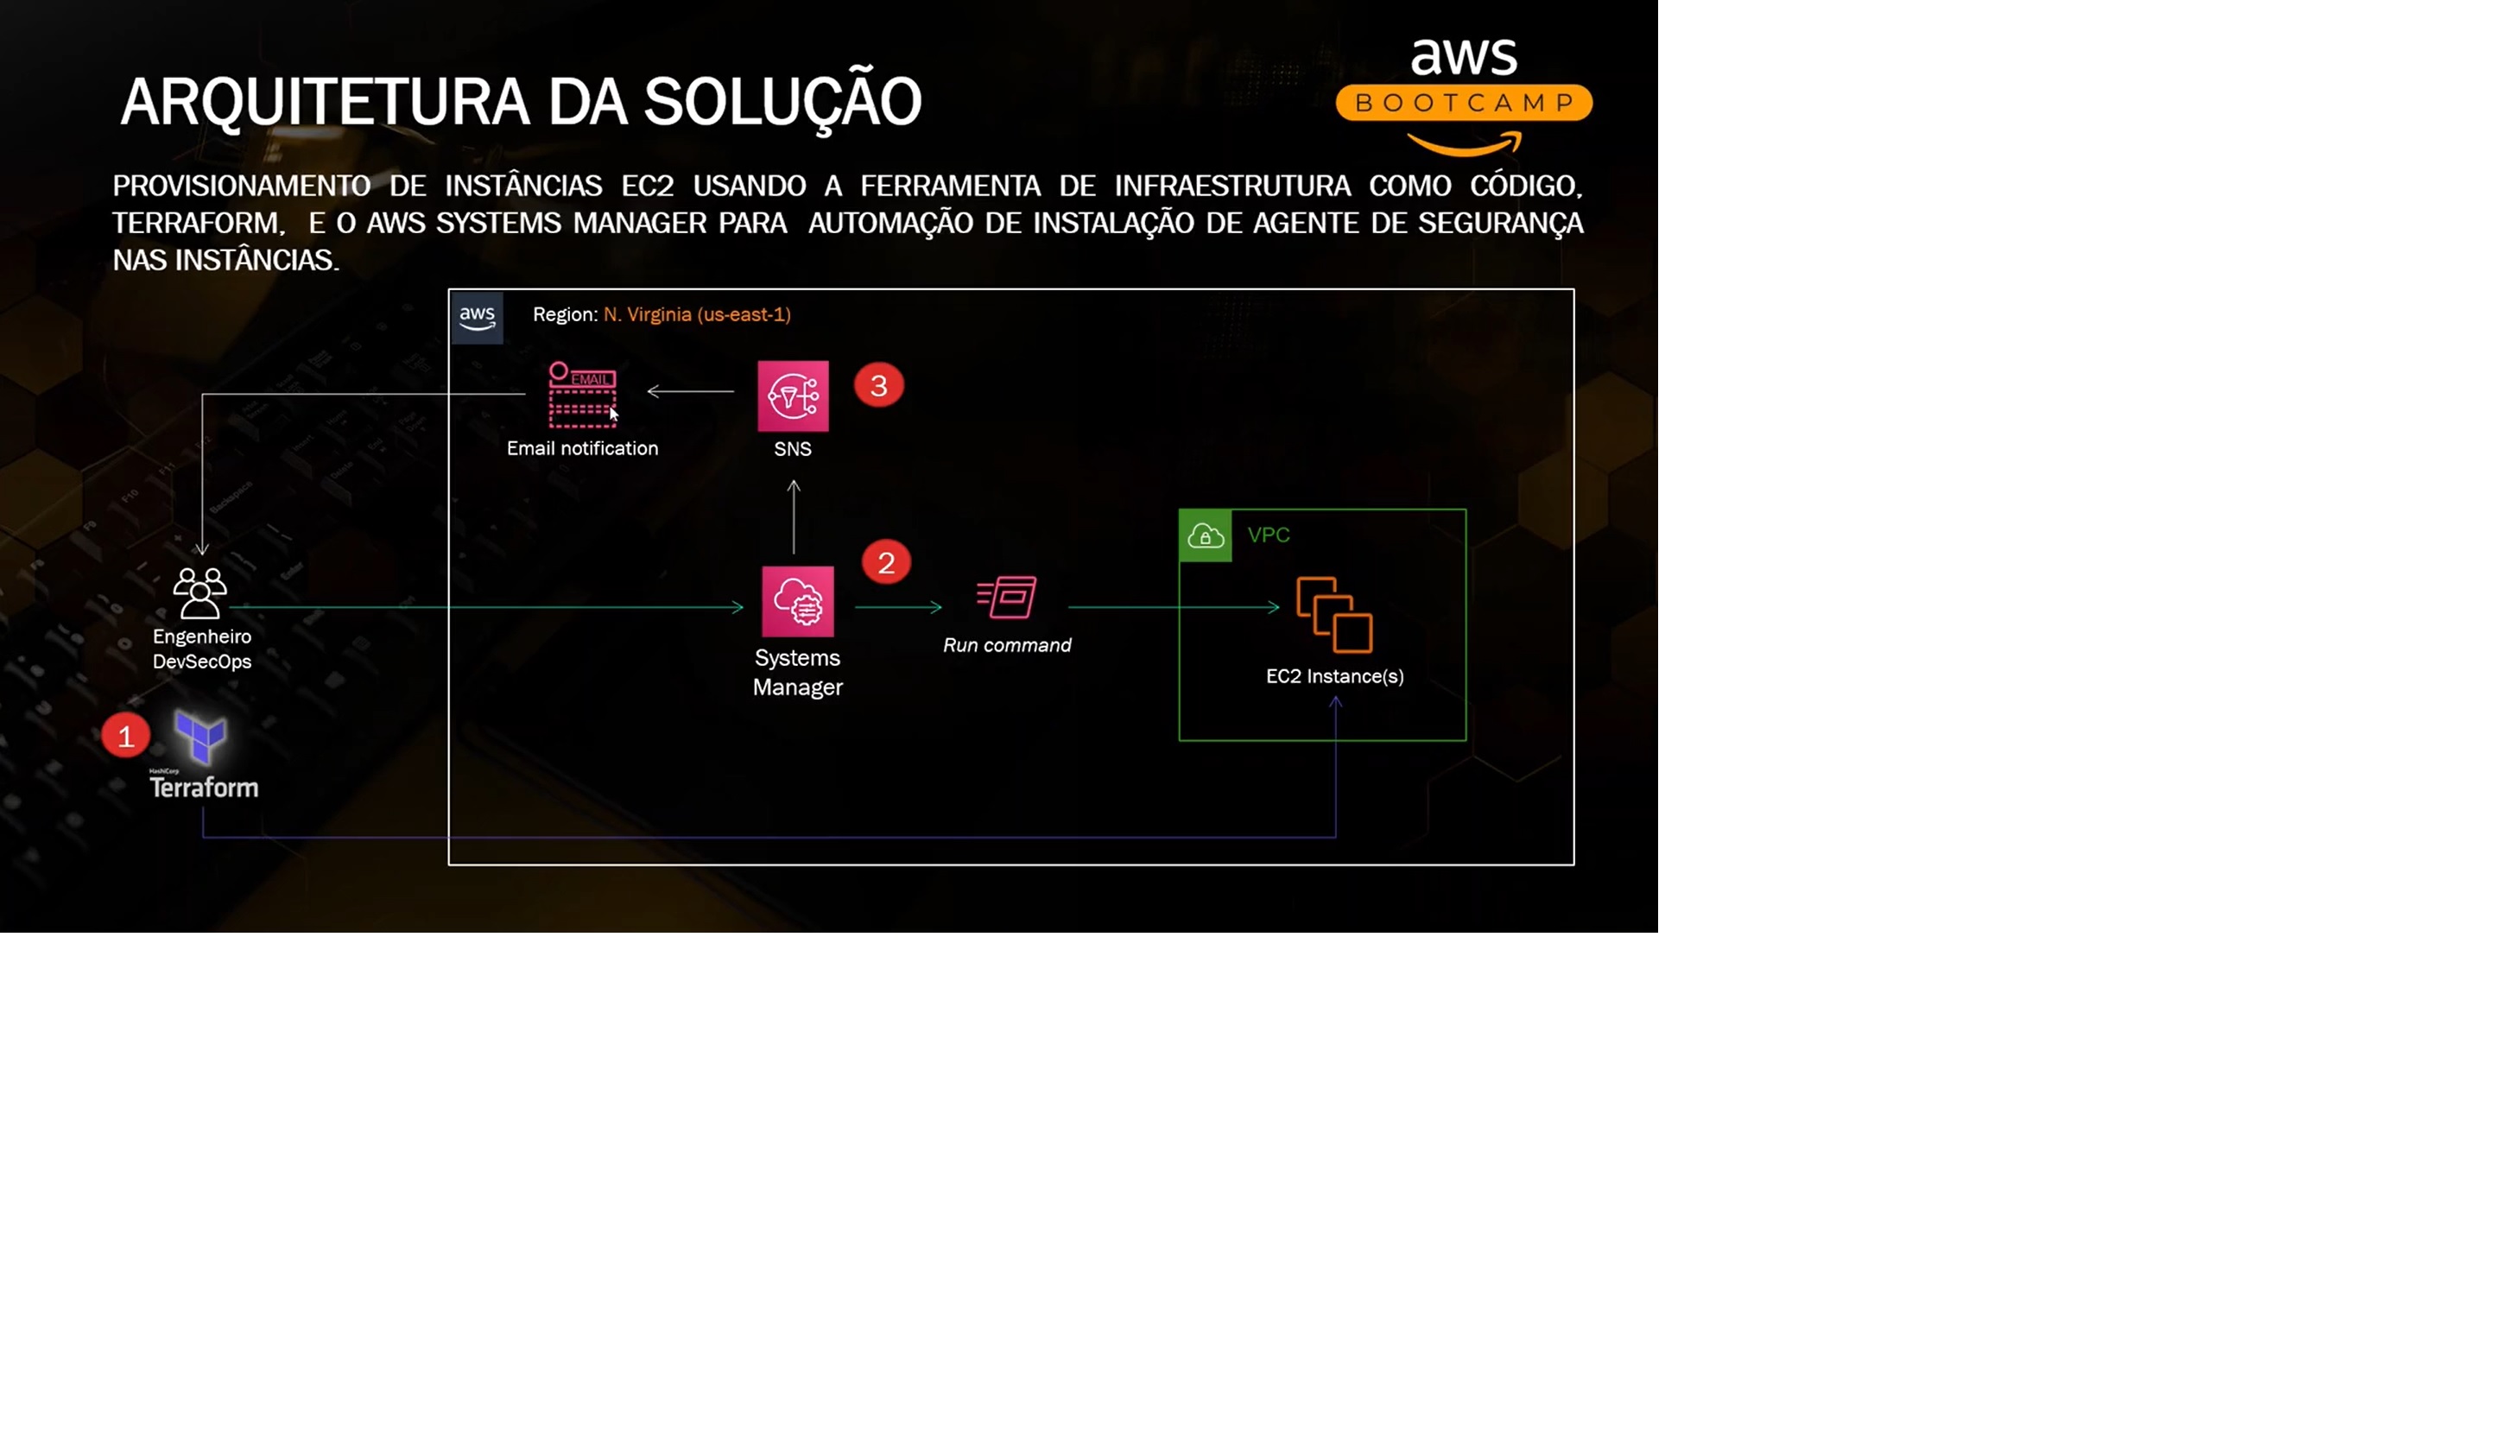 aws
BOOTCAMP
ARQUITETURA DA SOLUÇÃO
PROVISIONAMENTO DE INSTÂNCIAS EC2 USANDO A FERRAMENTA DE INFRAESTRUTURA COMO CÓDIGO,
TERRAFORM, E O AWS SYSTEMS MANAGER PARA AUTOMAÇÃO DE INSTALAÇÃO DE AGENTE DE SEGURANÇA
NAS INSTÂNCIAS.
aws
Region: N. Virginia (us-east-1)
EMAIL
3
Email notification
SNS
VPC
2
Engenheiro
DevSecOps
Systems
Manager
Run command
EC2 Instance(s)
1
HashiCorp
Terraform